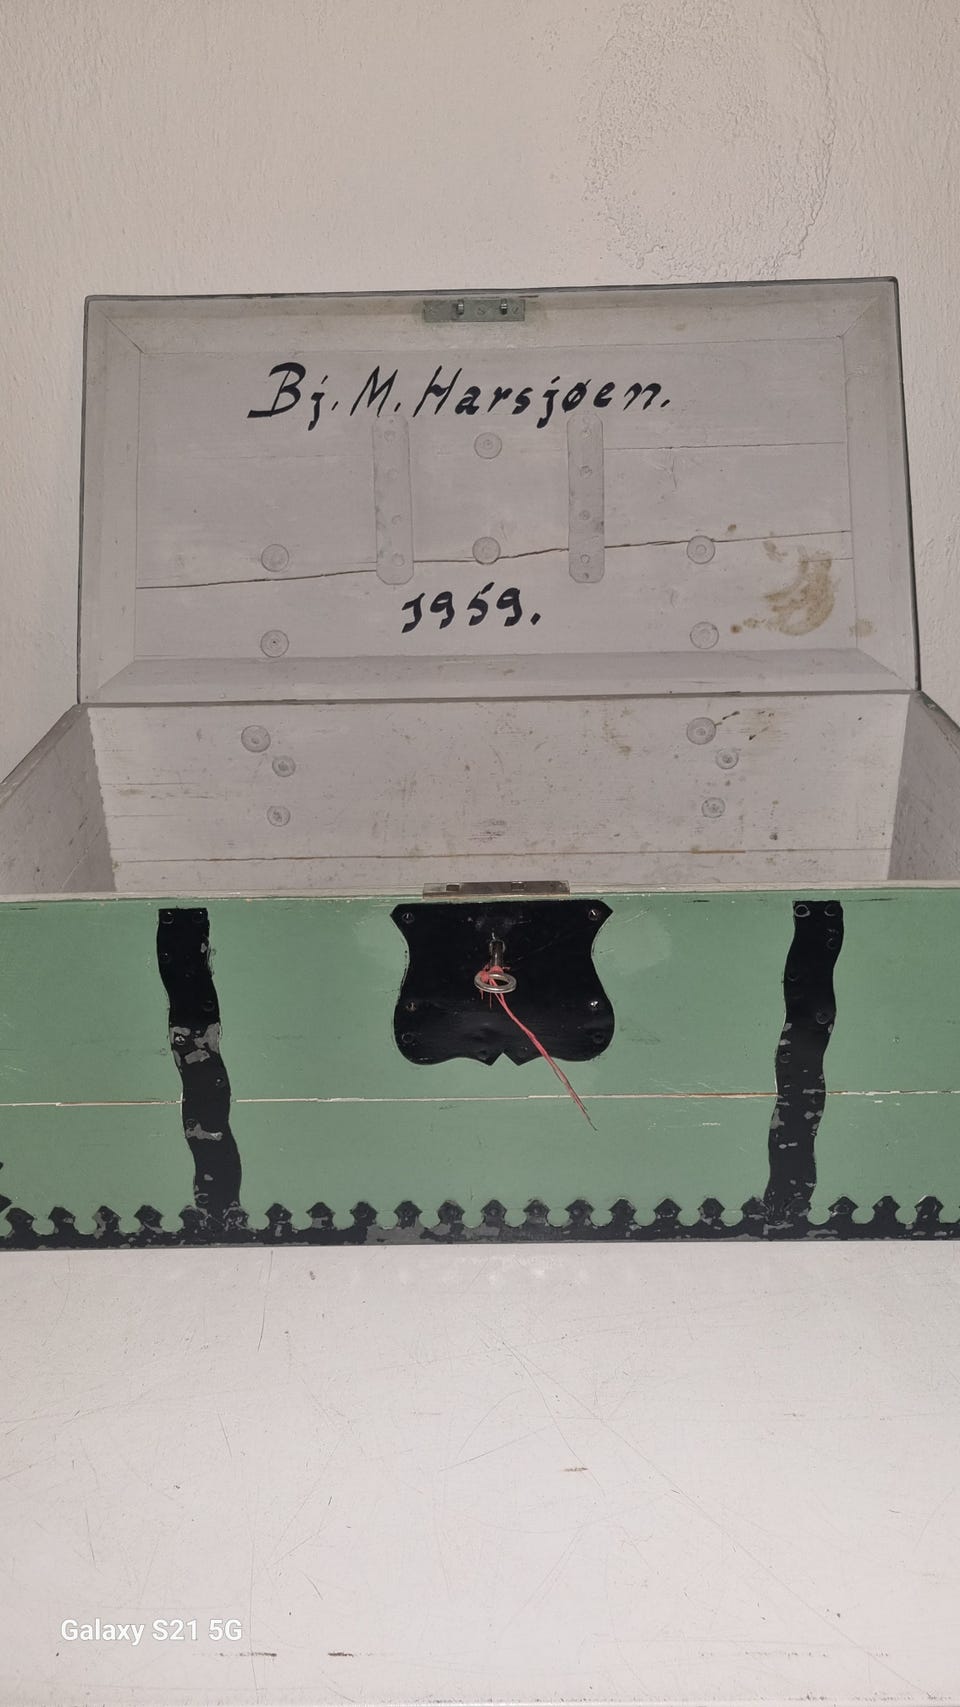 Bj. M. Harsjøen.
1959.
Galaxy S21 5G